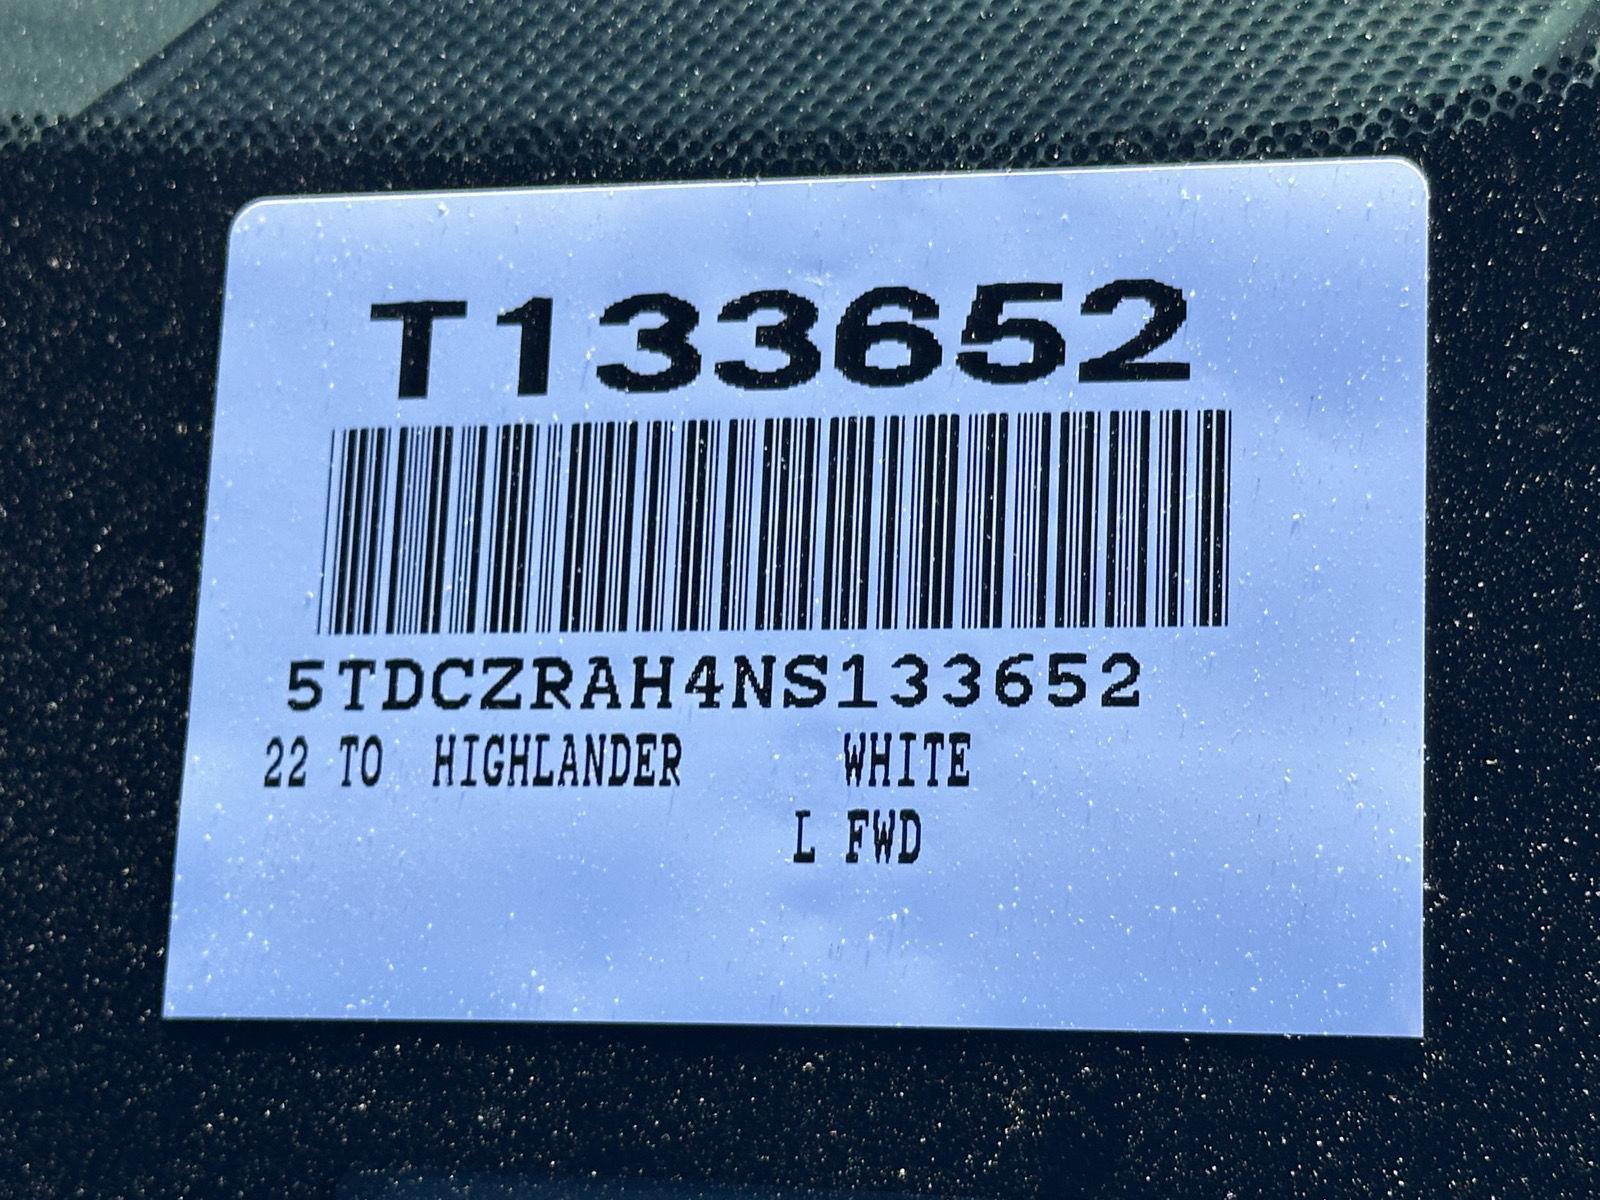 T133652
5TDCZRAH4NS133652
22 TO HIGHLANDER WHITE
L FWD